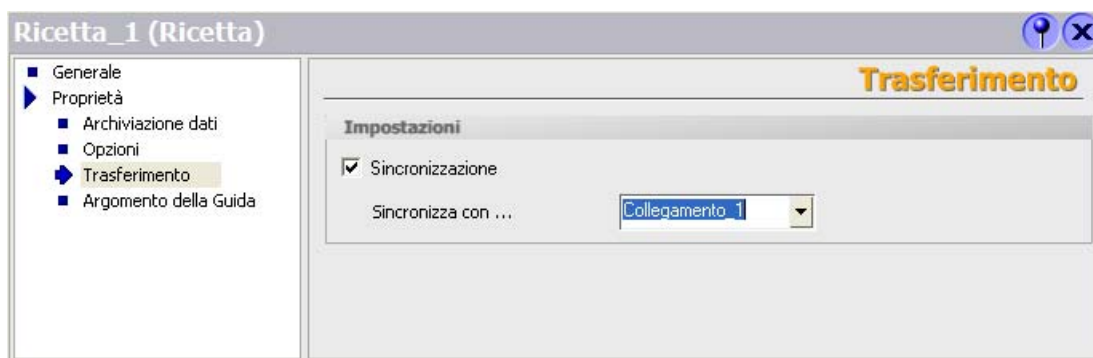 Ricetta_1 (Ricetta)
Generale
Proprietà
Archiviazione dati
Opzioni
Trasferimento
Argomento della Guida
Trasferimento
Impostazioni
Sincronizzazione
Sincronizza con ... Collegamento_1